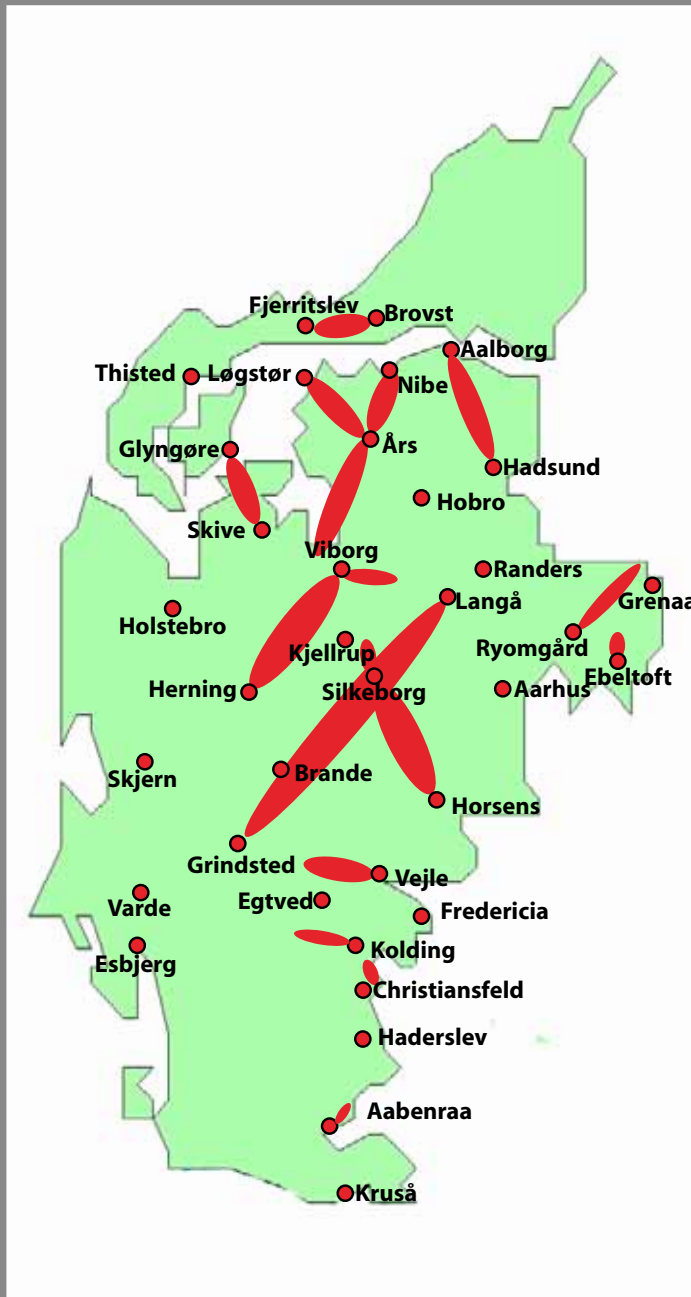 Fjerritslev
Brovst
Aalborg
Thisted
Løgstør
Nibe
Års
Glyngøre
Hadsund
Hobro
Skive
Viborg
Randers
Langå
Grenaa
Holstebro
Kjellrup
Ryomgård
Ebeltoft
Herning
Silkeborg
Aarhus
Skjern
Brande
Horsens
Grindsted
Vejle
Varde
Egtved
Fredericia
Esbjerg
Kolding
Christiansfeld
Haderslev
Aabenraa
Kruså